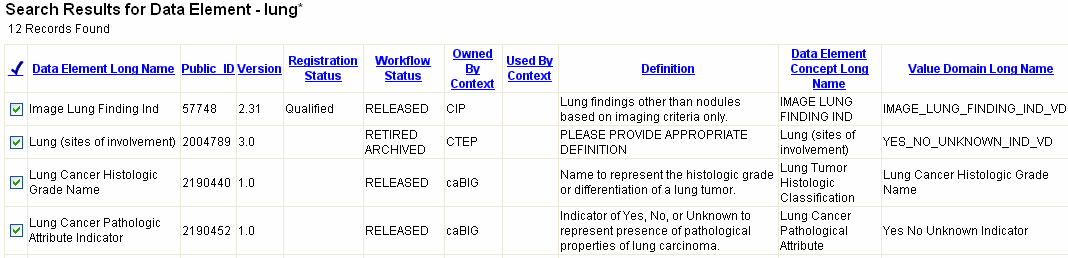 Search Results for Data Element - lung*
12 Records Found
Data Element Long Name Public_ID Version Registration Status Workflow Status Owned By Context Used By Context Definition Data Element Concept Long Name Value Domain Long Name
Image Lung Finding Ind 57748 2.31 Qualified RELEASED CIP Lung findings other than nodules based on imaging criteria only. IMAGE LUNG FINDING IND IMAGE_LUNG_FINDING_IND_VD
Lung (sites of involvement) 2004789 3.0 RETIRED ARCHIVED CTEP PLEASE PROVIDE APPROPRIATE DEFINITION Lung (sites of involvement) YES_NO_UNKNOWN_IND_VD
Lung Cancer Histologic Grade Name 2190440 1.0 RELEASED caBIG Name to represent the histologic grade or differentiation of a lung tumor. Lung Tumor Histologic Classification Lung Cancer Histologic Grade Name
Lung Cancer Pathologic Attribute Indicator 2190452 1.0 RELEASED caBIG Indicator of Yes, No, or Unknown to represent presence of pathological properties of lung carcinoma. Lung Cancer Pathological Attribute Yes No Unknown Indicator